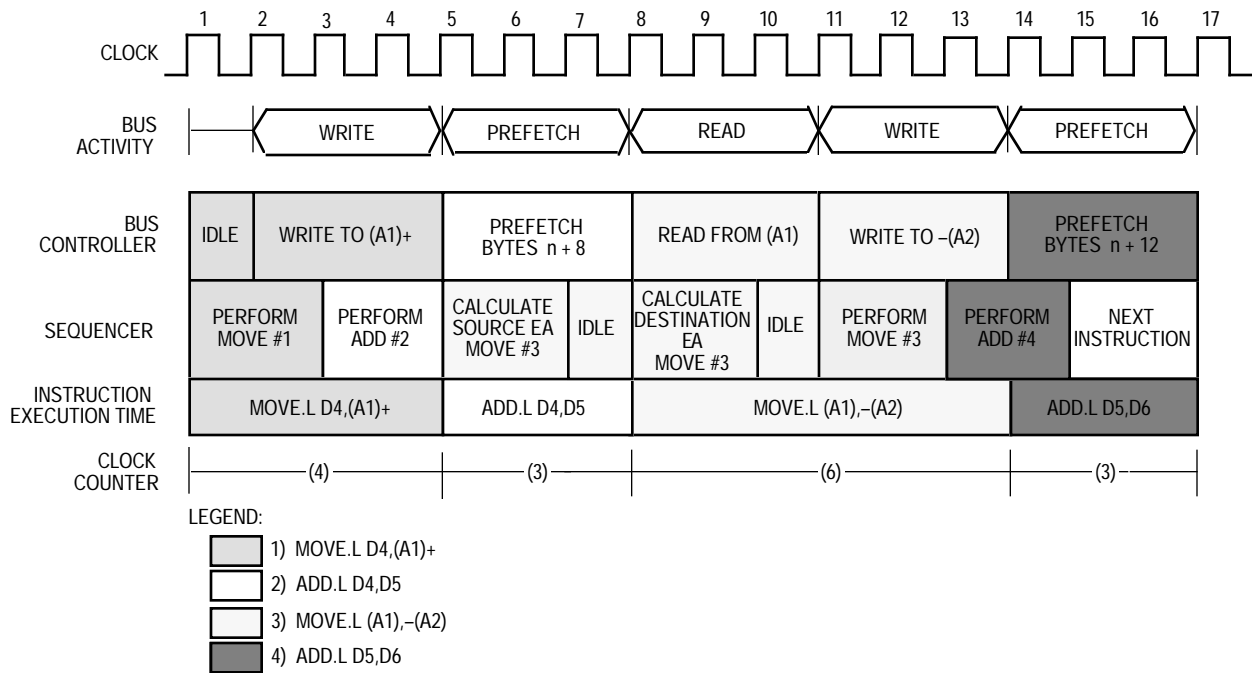 1 2 3 4 5 6 7 8 9 10 11 12 13 14 15 16 17
CLOCK
BUS
ACTIVITY
WRITE
PREFETCH
READ
WRITE
PREFETCH
BUS
CONTROLLER
IDLE
WRITE TO (A1)+
PREFETCH
BYTES n + 8
READ FROM (A1)
WRITE TO –(A2)
PREFETCH
BYTES n + 12
SEQUENCER
PERFORM
MOVE #1
PERFORM
ADD #2
CALCULATE
SOURCE EA
MOVE #3
IDLE
CALCULATE
DESTINATION
EA
MOVE #3
IDLE
PERFORM
MOVE #3
PERFORM
ADD #4
NEXT
INSTRUCTION
INSTRUCTION
EXECUTION TIME
MOVE.L D4,(A1)+
ADD.L D4,D5
MOVE.L (A1),–(A2)
ADD.L D5,D6
CLOCK
COUNTER
(4)
(3)
(6)
(3)
LEGEND:
1) MOVE.L D4,(A1)+
2) ADD.L D4,D5
3) MOVE.L (A1),–(A2)
4) ADD.L D5,D6